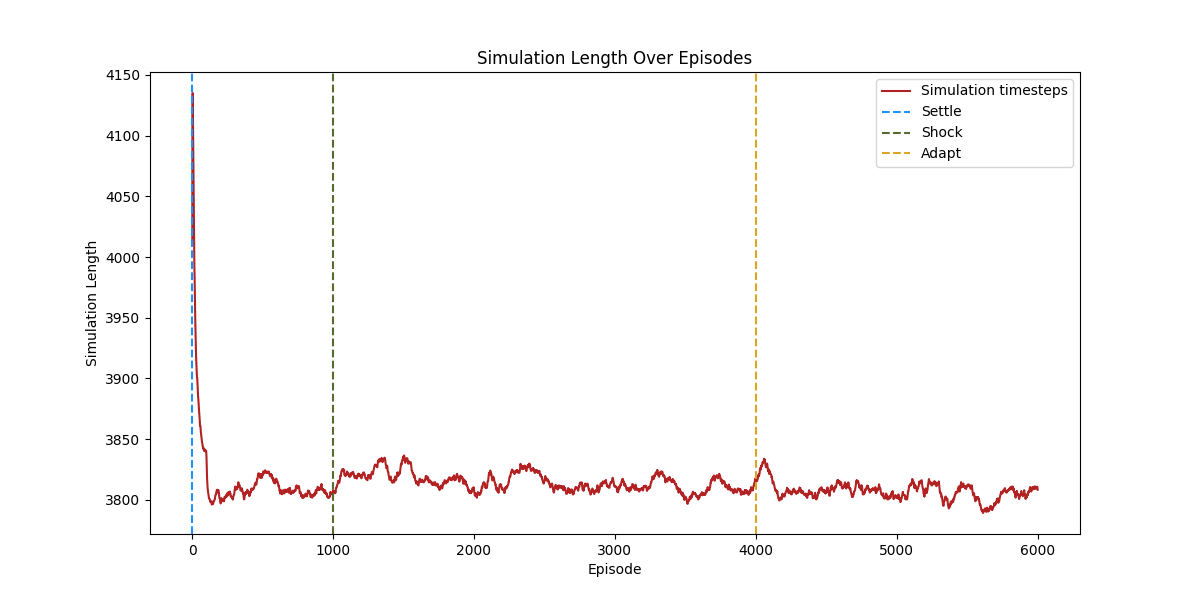 Simulation Length Over Episodes
4150
4100
4050
4000
3950
3900
3850
3800
Simulation Length
Simulation timesteps
Settle
Shock
Adapt
0 1000 2000 3000 4000 5000 6000
Episode